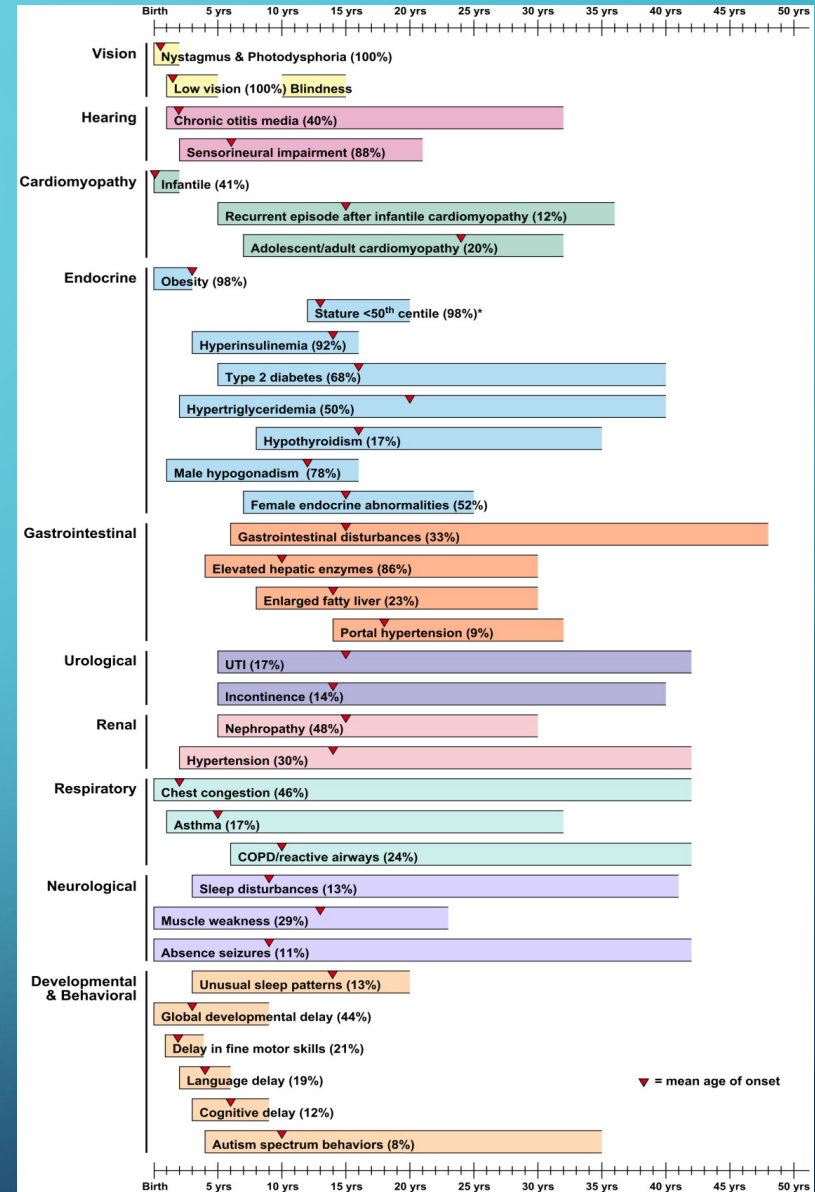 Birth 5 yrs 10 yrs 15 yrs 20 yrs 25 yrs 30 yrs 35 yrs 40 yrs 45 yrs 50 yrs
Vision
Nystagmus & Photodysphoria (100%)
Low vision (100%) Blindness
Hearing
Chronic otitis media (40%)
Sensorineural impairment (88%)
Cardiomyopathy
Infantile (41%)
Recurrent episode after infantile cardiomyopathy (12%)
Adolescent/adult cardiomyopathy (20%)
Endocrine
Obesity (98%)
Stature <50th centile (98%)*
Hyperinsulinemia (92%)
Type 2 diabetes (68%)
Hypertriglyceridemia (50%)
Hypothyroidism (17%)
Male hypogonadism (78%)
Female endocrine abnormalities (52%)
Gastrointestinal
Gastrointestinal disturbances (33%)
Elevated hepatic enzymes (86%)
Enlarged fatty liver (23%)
Portal hypertension (9%)
Urological
UTI (17%)
Incontinence (14%)
Renal
Nephropathy (48%)
Hypertension (30%)
Respiratory
Chest congestion (46%)
Asthma (17%)
COPD/reactive airways (24%)
Neurological
Sleep disturbances (13%)
Muscle weakness (29%)
Absence seizures (11%)
Developmental
& Behavioral
Unusual sleep patterns (13%)
Global developmental delay (44%)
Delay in fine motor skills (21%)
Language delay (19%)
Cognitive delay (12%)
Autism spectrum behaviors (8%)
= mean age of onset
Birth 5 yrs 10 yrs 15 yrs 20 yrs 25 yrs 30 yrs 35 yrs 40 yrs 45 yrs 50 yrs